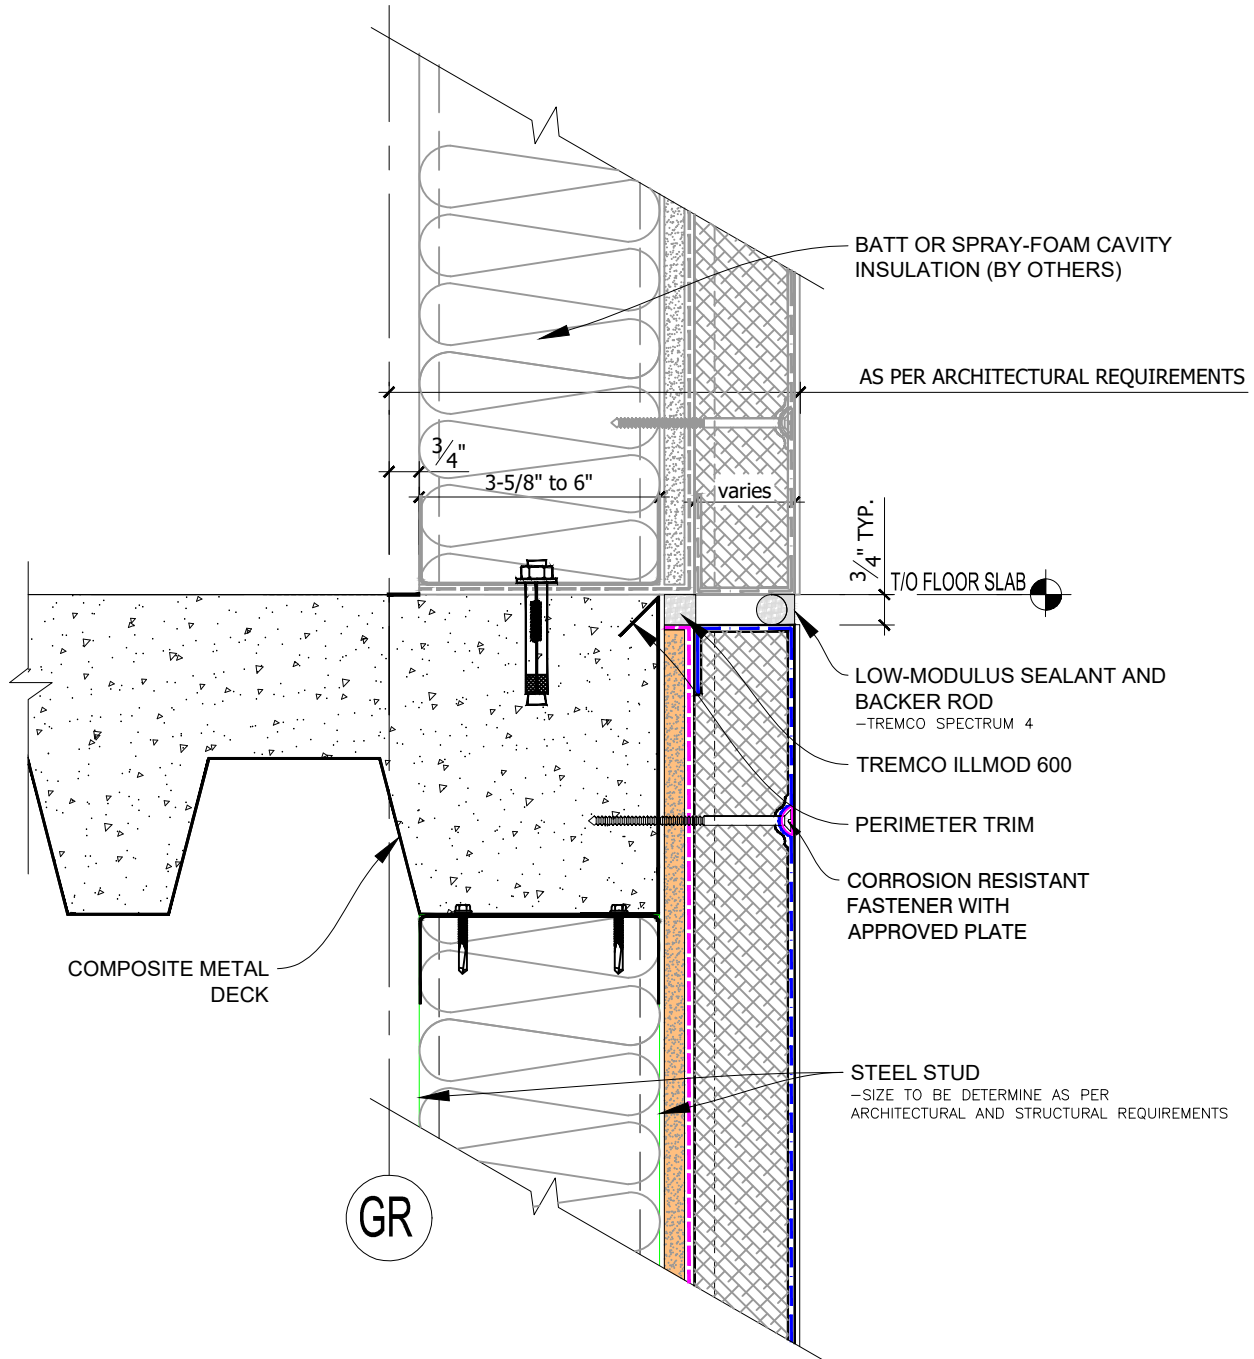 BATT OR SPRAY-FOAM CAVITY
INSULATION (BY OTHERS)
AS PER ARCHITECTURAL REQUIREMENTS
3/4"
3-5/8" to 6"
varies
3/4" TYP.
T/O FLOOR SLAB
LOW-MODULUS SEALANT AND
BACKER ROD
-TREMCO SPECTRUM 4
TREMCO ILLMOD 600
PERIMETER TRIM
CORROSION RESISTANT
FASTENER WITH
APPROVED PLATE
COMPOSITE METAL
DECK
STEEL STUD
-SIZE TO BE DETERMINE AS PER
ARCHITECTURAL AND STRUCTURAL REQUIREMENTS
GR